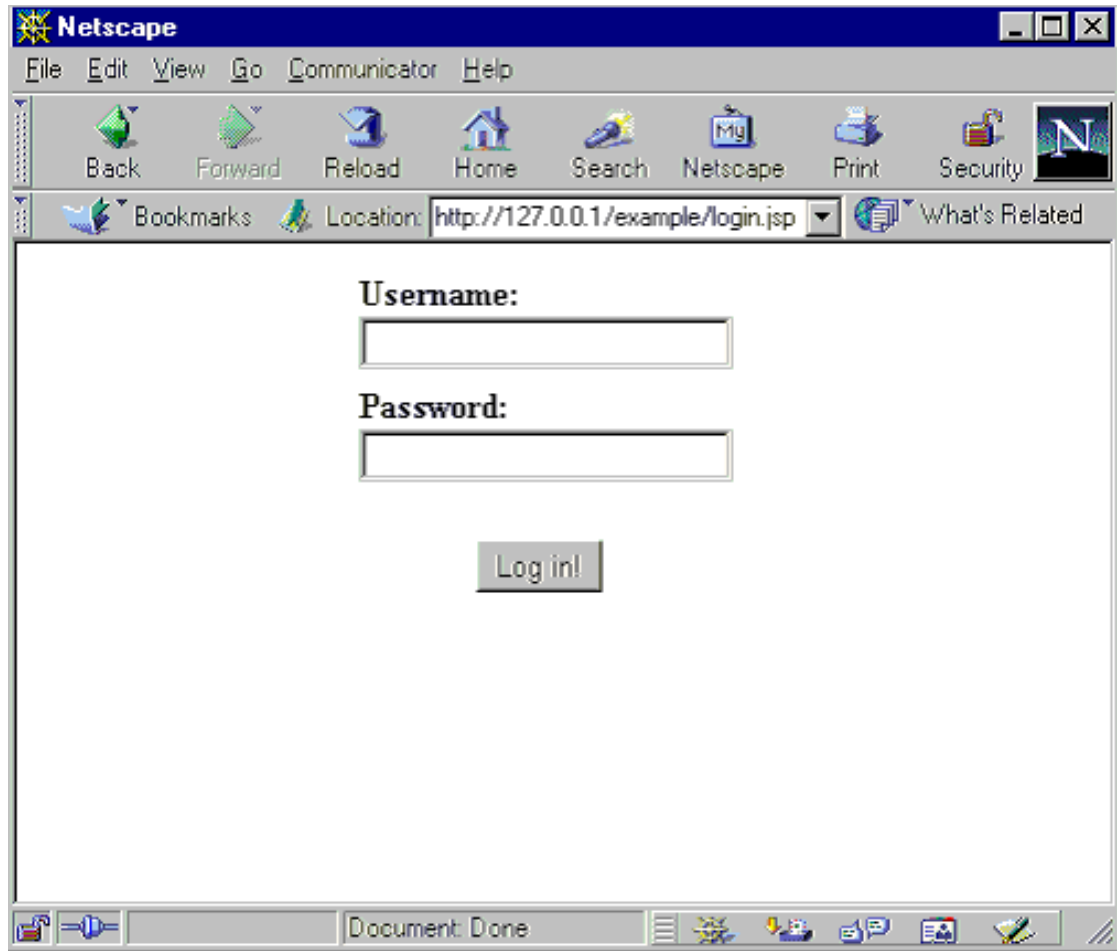 Netscape
File Edit View Go Communicator Help
My N
Back Forward Reload Home Search Netscape Print Security
Bookmarks Location: http://127.0.0.1/example/login.jsp What's Related
Username:
Password:
Log in!
Document: Done